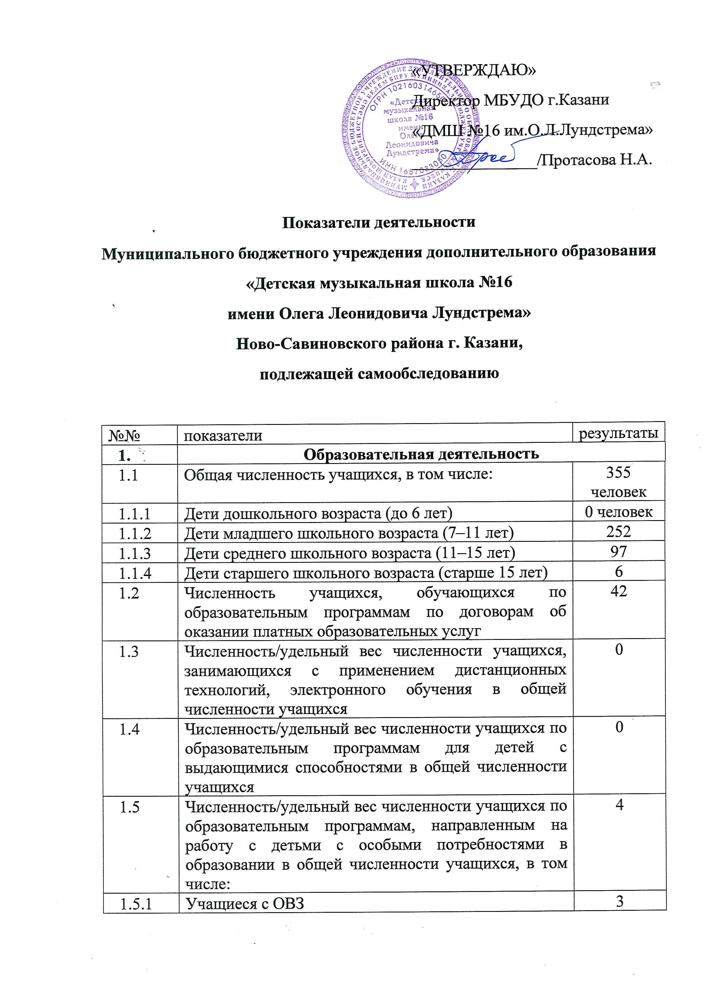 «УТВЕРЖДАЮ»
Директор МБУДО г.Казани
«ДМШ №16 им.О.Л.Лундстрема»
/Протасова Н.А.
«Детская
музыкальная
школа №16
имени
Олега
Леонидовича
Лундстрема»
Показатели деятельности
Муниципального бюджетного учреждения дополнительного образования
«Детская музыкальная школа №16
имени Олега Леонидовича Лундстрема»
Ново-Савиновского района г. Казани,
подлежащей самообследованию
№№ показатели результаты
1. Образовательная деятельность
1.1 Общая численность учащихся, в том числе: 355
человек
1.1.1 Дети дошкольного возраста (до 6 лет) 0 человек
1.1.2 Дети младшего школьного возраста (7–11 лет) 252
1.1.3 Дети среднего школьного возраста (11–15 лет) 97
1.1.4 Дети старшего школьного возраста (старше 15 лет) 6
1.2 Численность учащихся, обучающихся по 42
образовательным программам по договорам об
оказании платных образовательных услуг
1.3 Численность/удельный вес численности учащихся, 0
занимающихся с применением дистанционных
технологий, электронного обучения в общей
численности учащихся
1.4 Численность/удельный вес численности учащихся по 0
образовательным программам для детей с
выдающимися способностями в общей численности
учащихся
1.5 Численность/удельный вес численности учащихся по 4
образовательным программам, направленным на
работу с детьми с особыми потребностями в
образовании в общей численности учащихся, в том
числе:
1.5.1 Учащиеся с ОВЗ 3